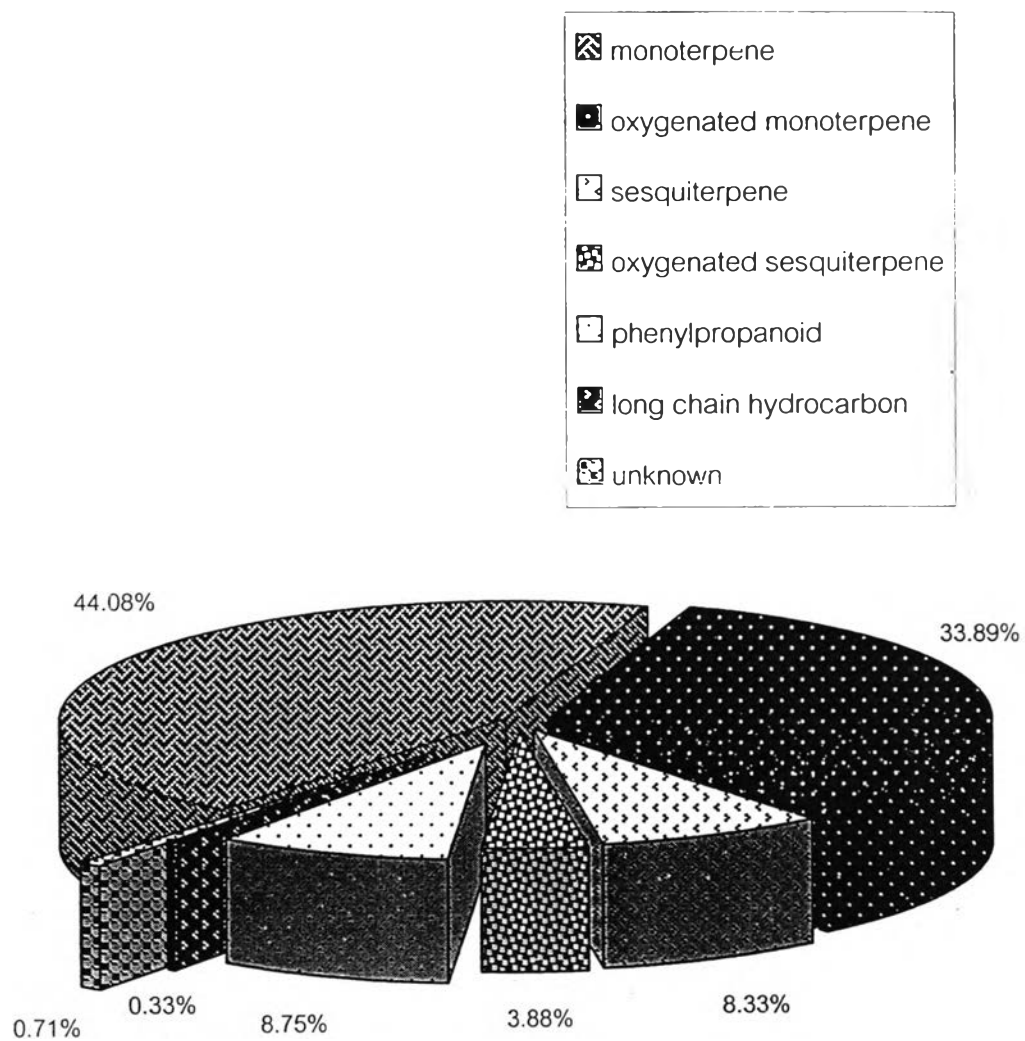 monoterpene
oxygenated monoterpene
sesquiterpene
oxygenated sesquiterpene
phenylpropanoid
long chain hydrocarbon
unknown
44.08%
33.89%
0.71%
0.33%
8.75%
3.88%
8.33%